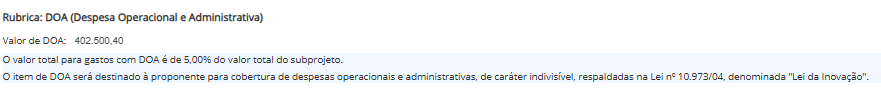 Rubrica: DOA (Despesa Operacional e Administrativa)
Valor de DOA: 402.500,40
O valor total para gastos com DOA é de 5,00% do valor total do subprojeto.
O item de DOA será destinado à proponente para cobertura de despesas operacionais e administrativas, de caráter indivisível, respaldadas na Lei nº 10.973/04, denominada "Lei da Inovação".